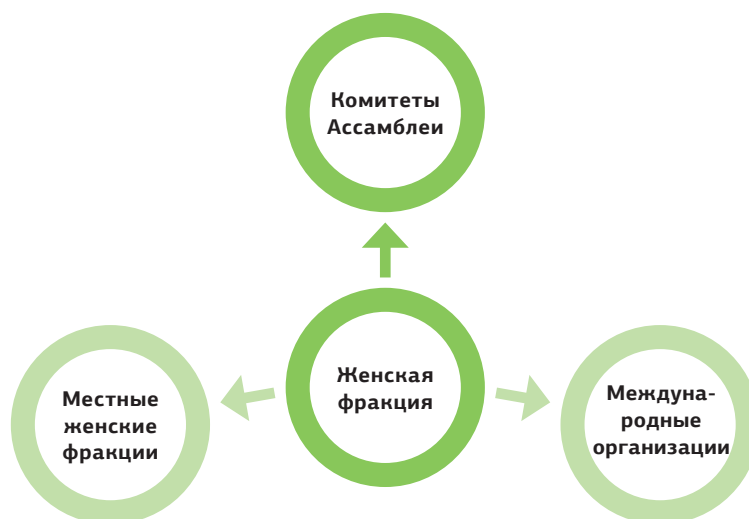 Комитеты
Ассамблеи
Женская
фракция
Местные
женские
фракции
Междуна-
родные
организации